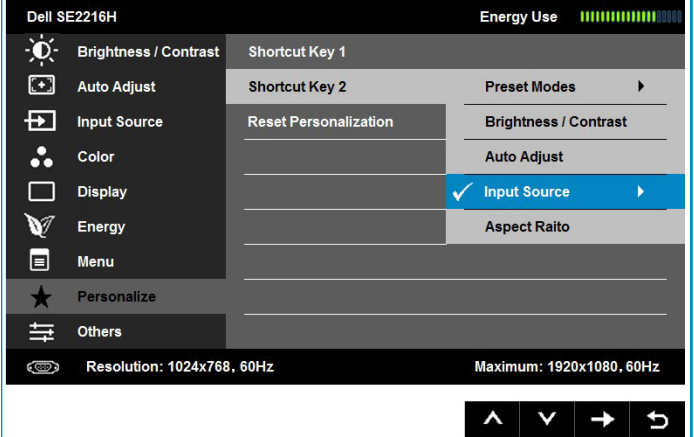 Dell SE2216H Energy Use
Brightness / Contrast Shortcut Key 1
Auto Adjust Shortcut Key 2 Preset Modes
Input Source Reset Personalization Brightness / Contrast
Color Auto Adjust
Display Input Source
Energy Aspect Raito
Menu
Personalize
Others
Resolution: 1024x768, 60Hz Maximum: 1920x1080, 60Hz